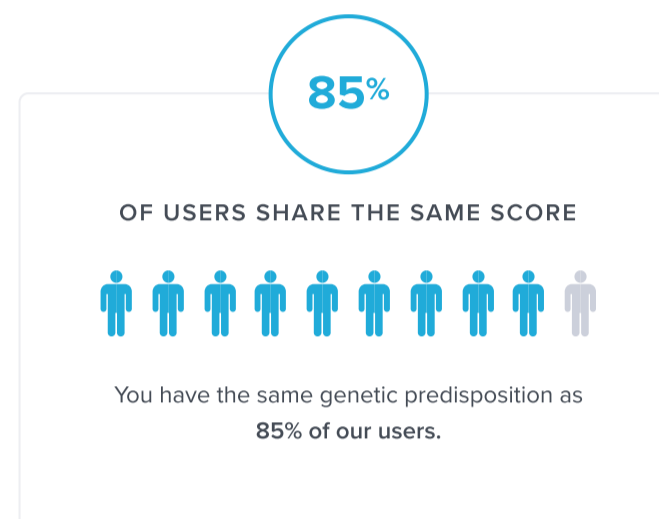 85%
OF USERS SHARE THE SAME SCORE
You have the same genetic predisposition as
85% of our users.